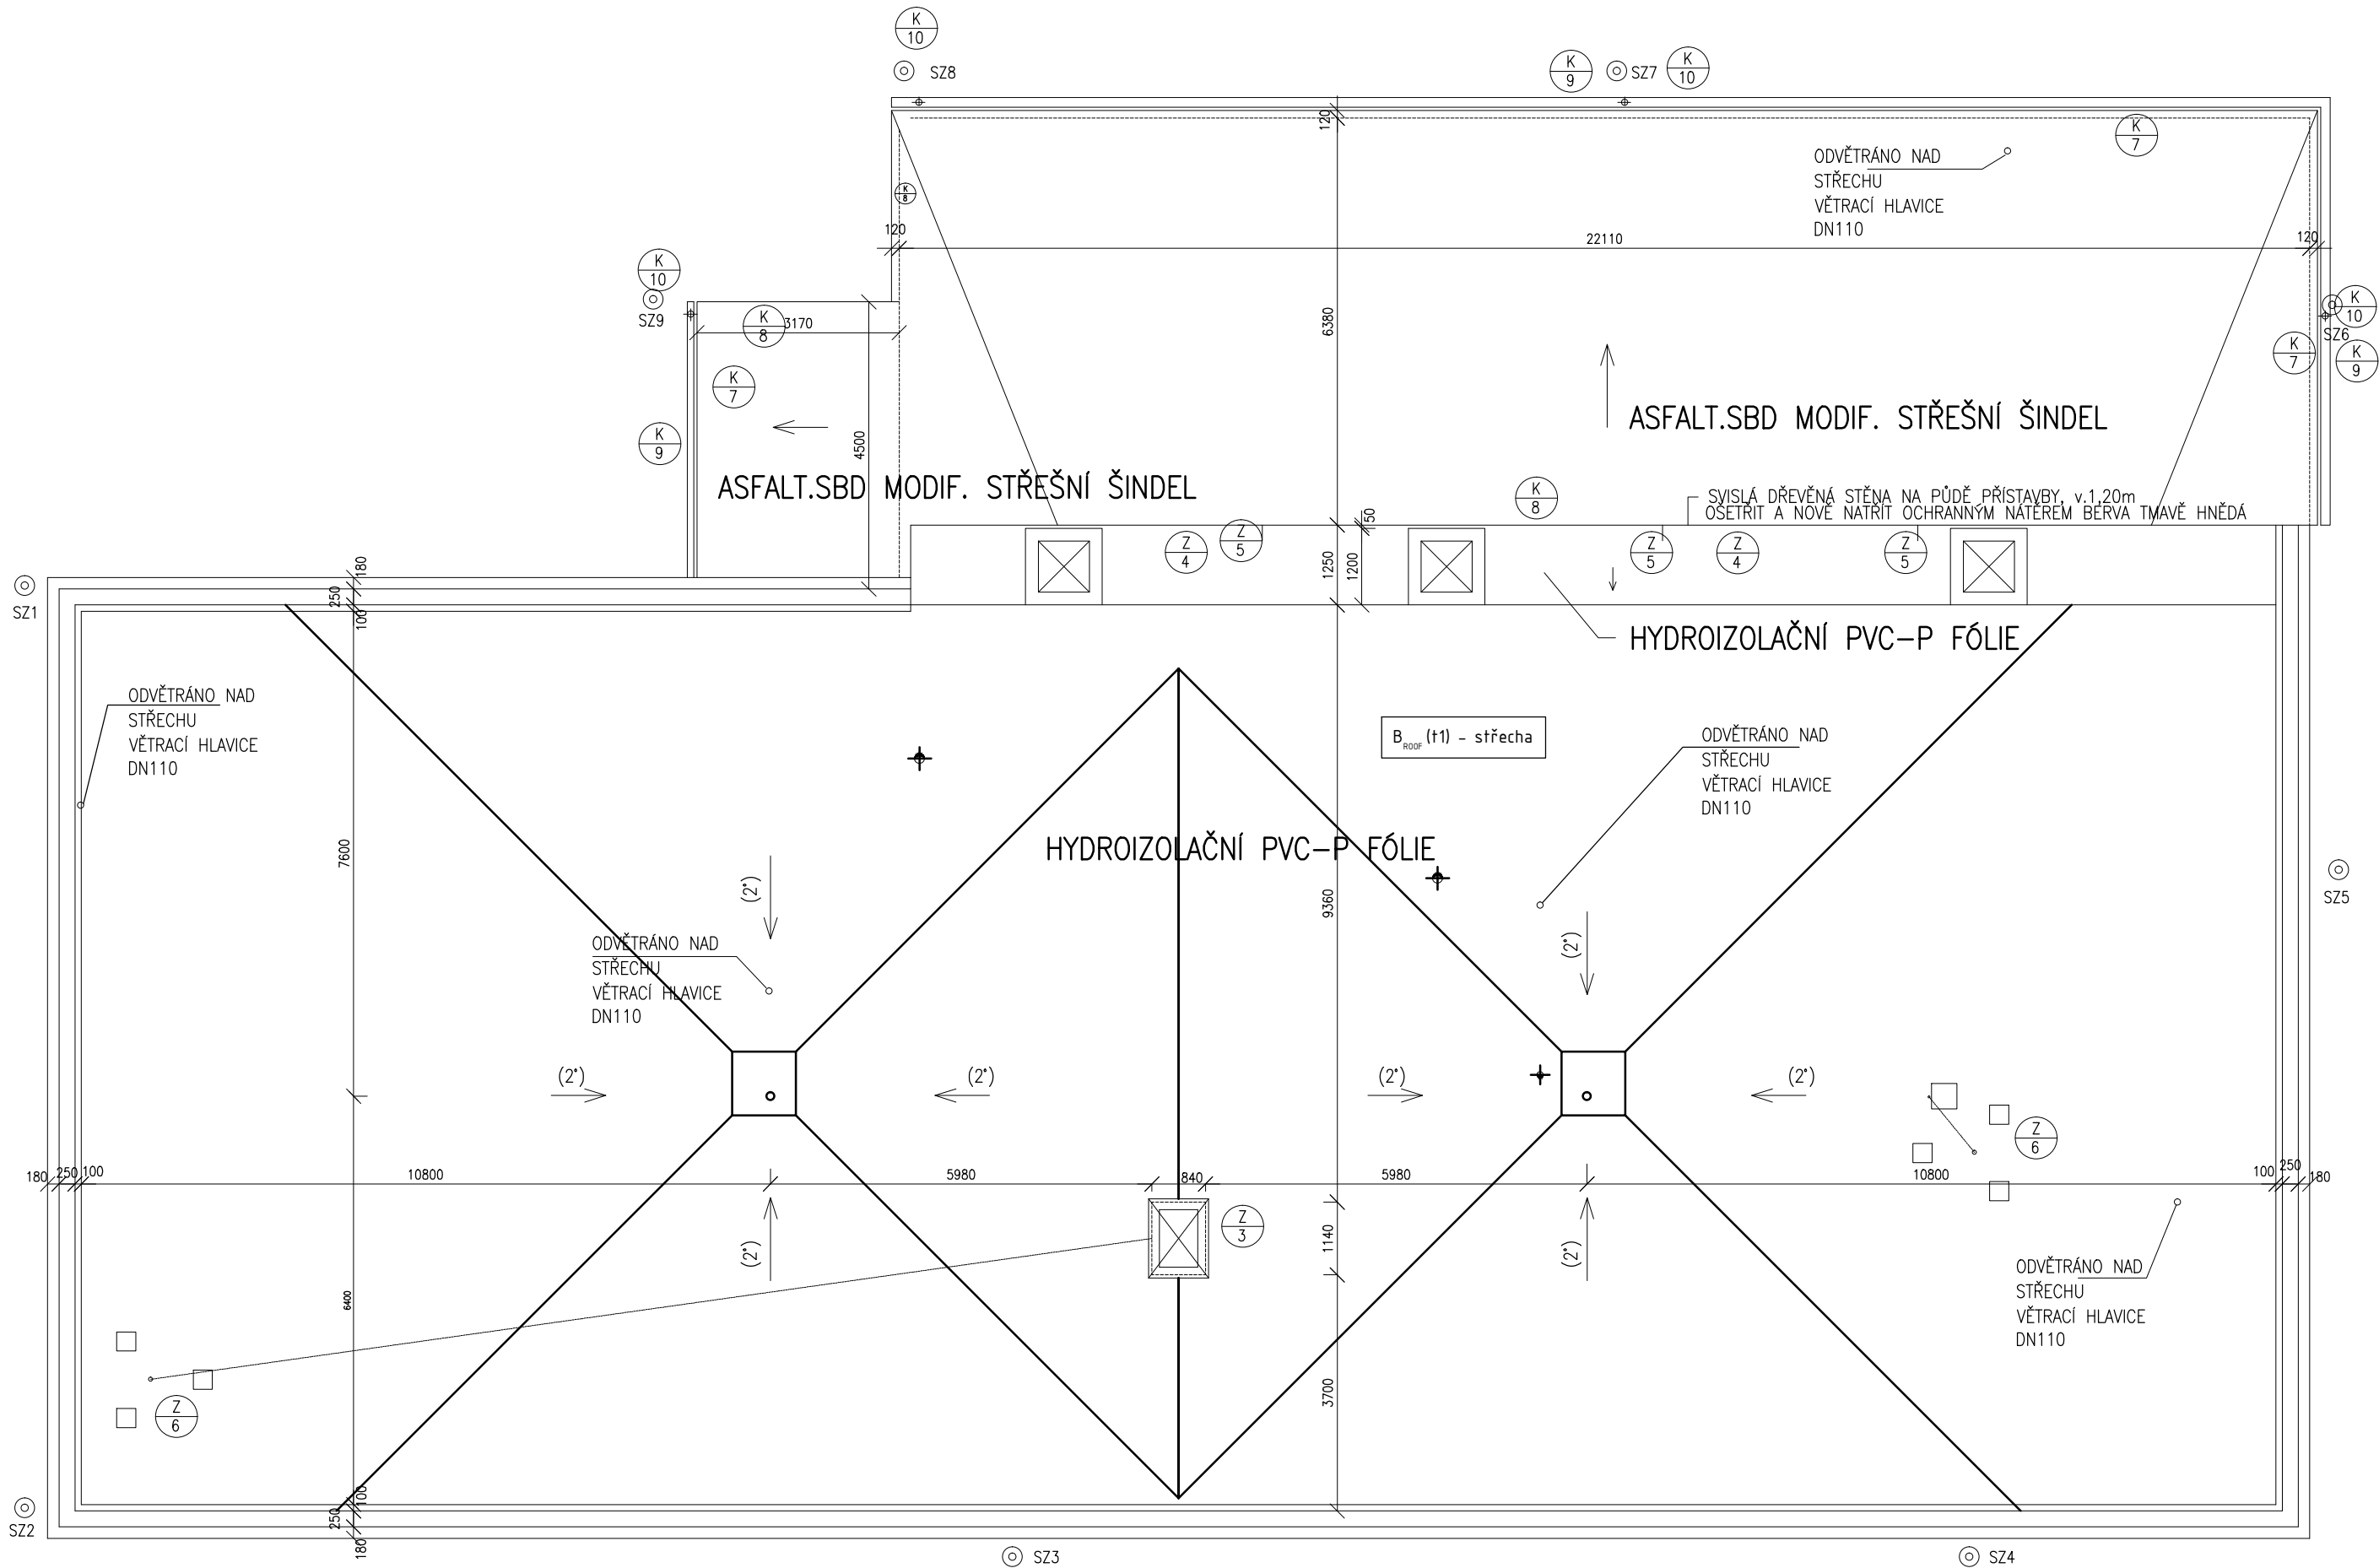 K
10
SZ8
K
9
SZ7
K
10
120
K
7
ODVĚTRÁNO NAD
STŘECHU
VĚTRACÍ HLAVICE
DN110
K
8
120
22110
120
K
10
SZ9
K
8
3170
6380
K
10
SZ6
K
7
K
9
K
7
K
9
4500
ASFALT.SBD MODIF. STŘEŠNÍ ŠINDEL
ASFALT.SBD MODIF. STŘEŠNÍ ŠINDEL
K
8
SVISLÁ DŘEVĚNÁ STĚNA NA PŮDĚ PŘÍSTAVBY, v.1,20m
OŠETŘIT A NOVĚ NATŘÍT OCHRANNÝM NÁTĚREM BERVA TMAVĚ HNĚDÁ
50
Z
4
Z
5
1250
1200
Z
5
Z
4
Z
5
SZ1
180
250
100
HYDROIZOLAČNÍ PVC-P FÓLIE
ODVĚTRÁNO NAD
STŘECHU
VĚTRACÍ HLAVICE
DN110
B ROOF (t1) - střecha
ODVĚTRÁNO NAD
STŘECHU
VĚTRACÍ HLAVICE
DN110
7600
HYDROIZOLAČNÍ PVC-P FÓLIE
(2°)
9360
SZ5
ODVĚTRÁNO NAD
STŘECHU
VĚTRACÍ HLAVICE
DN110
(2°)
(2°)
(2°)
(2°)
(2°)
Z
6
180
250
100
10800
5980
840
5980
10800
100
250
180
Z
3
(2°)
1140
(2°)
ODVĚTRÁNO NAD
STŘECHU
VĚTRACÍ HLAVICE
DN110
6400
3700
Z
6
100
250
180
SZ2
SZ3
SZ4